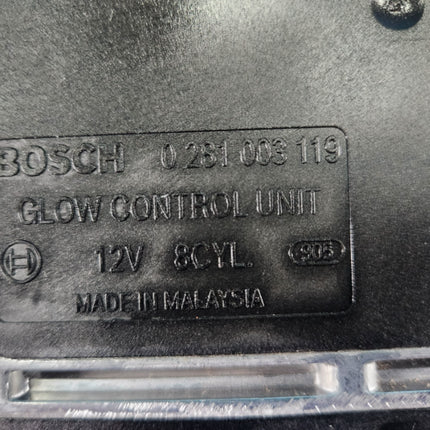 BOSCH 0 281 003 119
GLOW CONTROL UNIT
12V 8CYL. 905
MADE IN MALAYSIA